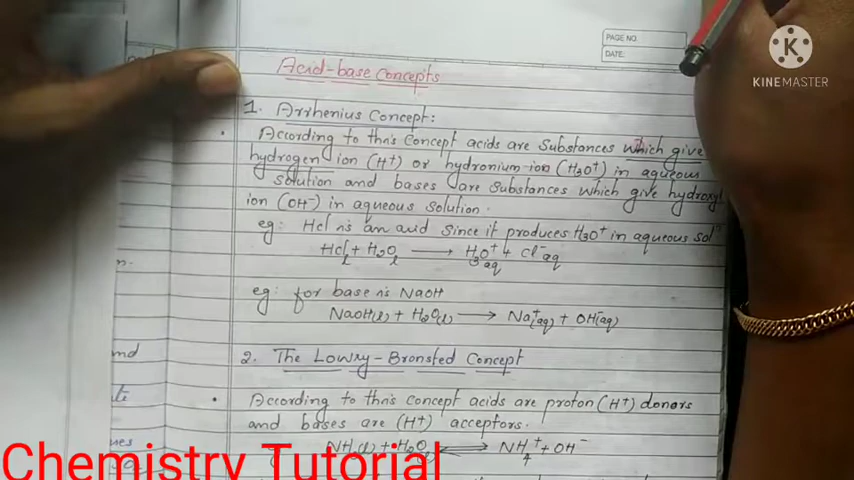 PAGE NO.
DATE:
K
KINEMASTER
Acid-base concepts
1. Arrhenius Concept:
According to this concept acids are substances which give
hydrogen ion (H+) or hydronium ion (H3O+) in aqueous
solution and bases are substances which give hydroxyl
ion (OH-) in aqueous solution.
eg: HCl is an acid since it produces H3O+ in aqueous soln
HCl l + H2O l → H3O+ aq + Cl- aq
eg: for base is NaOH
NaOH(l) + H2O(l) → Na+(aq) + OH-(aq)
2. The Lowry-Bronsted Concept
According to this concept acids are proton (H+) donors
and bases are (H+) acceptors.
NH3(l) + H2O l ⇌ NH4+ + OH-
Chemistry Tutorial